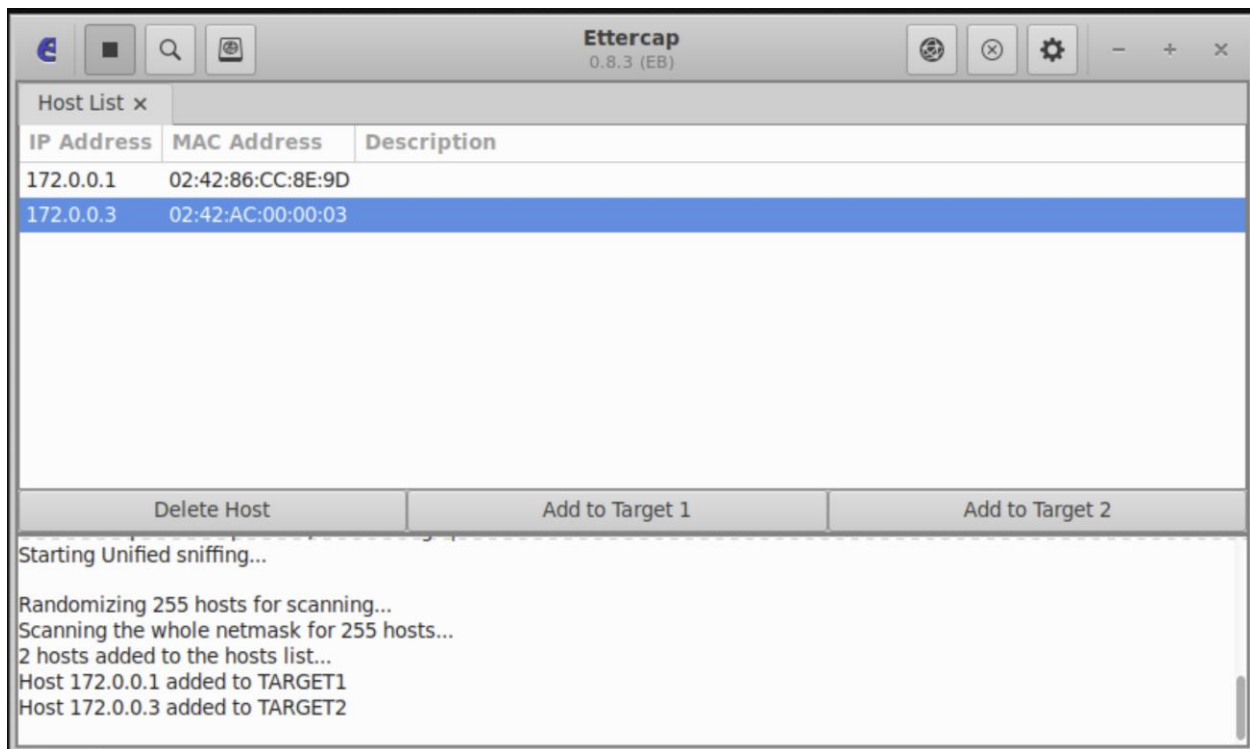 Ettercap
0.8.3 (EB)
Host List ×
IP Address MAC Address Description
172.0.0.1 02:42:86:CC:8E:9D
172.0.0.3 02:42:AC:00:00:03
Delete Host Add to Target 1 Add to Target 2
Starting Unified sniffing...
Randomizing 255 hosts for scanning...
Scanning the whole netmask for 255 hosts...
2 hosts added to the hosts list...
Host 172.0.0.1 added to TARGET1
Host 172.0.0.3 added to TARGET2